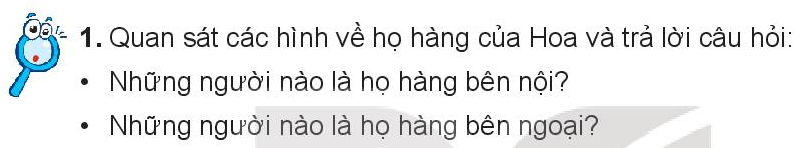 1. Quan sát các hình về họ hàng của Hoa và trả lời câu hỏi:
• Những người nào là họ hàng bên nội?
• Những người nào là họ hàng bên ngoại?